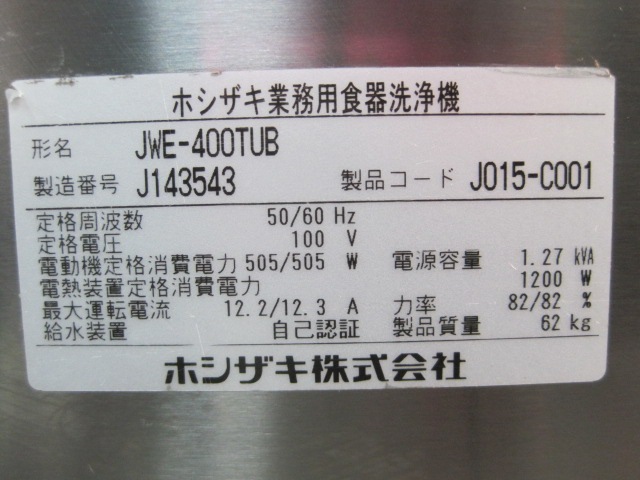 ホシザキ業務用食器洗浄機
形名 JWE-400TUB
製造番号 J143543 製品コード J015-C001
定格周波数 50/60 Hz
定格電圧 100 V
電動機定格消費電力 505/505 W 電源容量 1.27 kVA
電熱装置定格消費電力 1200 W
最大運転電流 12.2/12.3 A 力率 82/82 %
給水装置 自己認証 製品質量 62 kg
ホシザキ株式会社